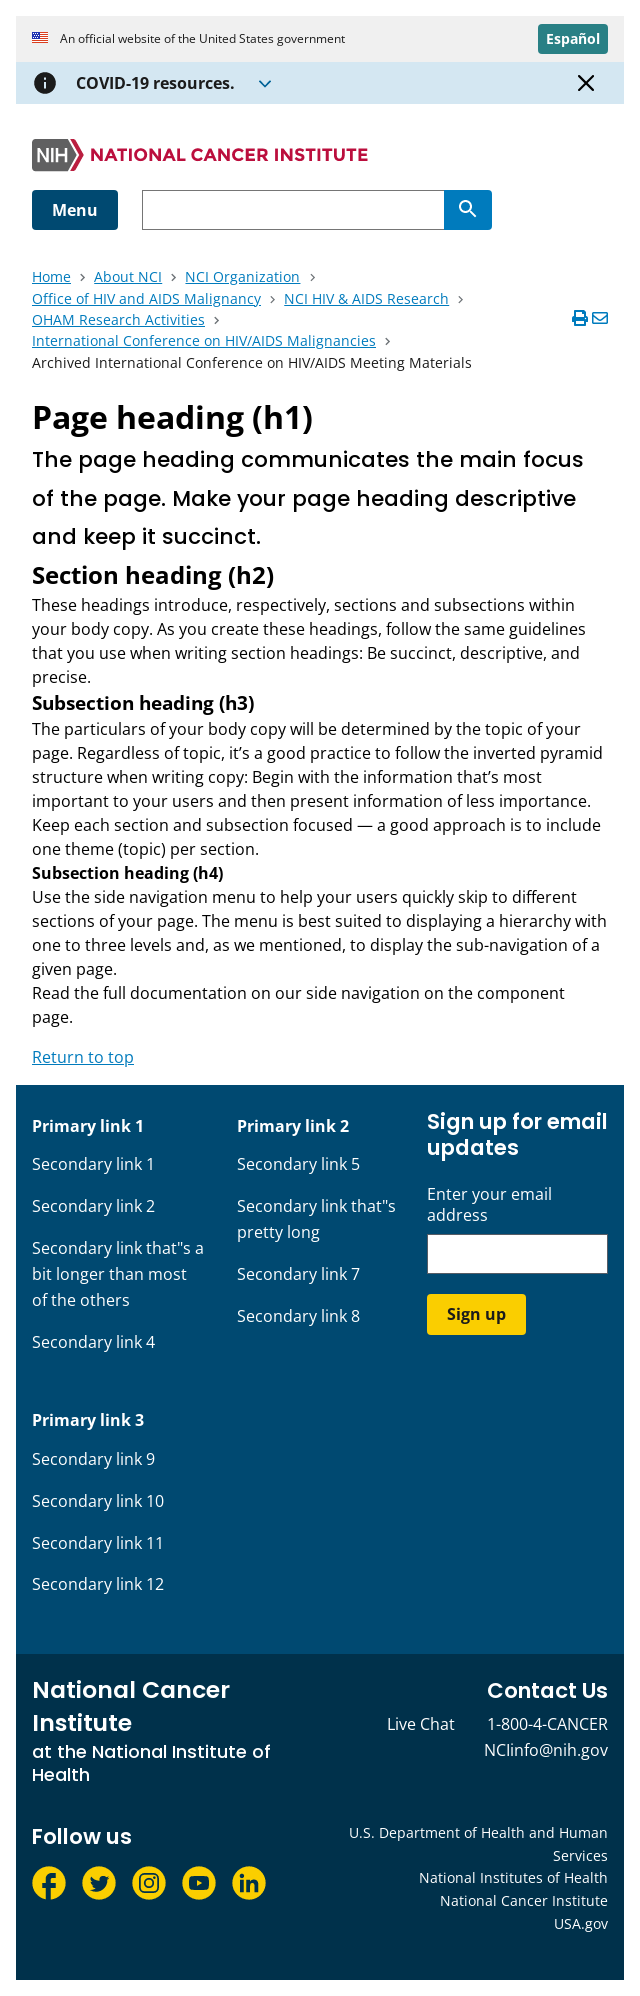 An official website of the United States government
Español
COVID-19 resources.
NIH NATIONAL CANCER INSTITUTE
Menu
Home > About NCI > NCI Organization >
Office of HIV and AIDS Malignancy > NCI HIV & AIDS Research >
OHAM Research Activities >
International Conference on HIV/AIDS Malignancies >
Archived International Conference on HIV/AIDS Meeting Materials
Page heading (h1)
The page heading communicates the main focus
of the page. Make your page heading descriptive
and keep it succinct.
Section heading (h2)
These headings introduce, respectively, sections and subsections within
your body copy. As you create these headings, follow the same guidelines
that you use when writing section headings: Be succinct, descriptive, and
precise.
Subsection heading (h3)
The particulars of your body copy will be determined by the topic of your
page. Regardless of topic, it’s a good practice to follow the inverted pyramid
structure when writing copy: Begin with the information that’s most
important to your users and then present information of less importance.
Keep each section and subsection focused — a good approach is to include
one theme (topic) per section.
Subsection heading (h4)
Use the side navigation menu to help your users quickly skip to different
sections of your page. The menu is best suited to displaying a hierarchy with
one to three levels and, as we mentioned, to display the sub-navigation of a
given page.
Read the full documentation on our side navigation on the component
page.
Return to top
Primary link 1
Secondary link 1
Secondary link 2
Secondary link that"s a
bit longer than most
of the others
Secondary link 4
Primary link 2
Secondary link 5
Secondary link that"s
pretty long
Secondary link 7
Secondary link 8
Primary link 3
Secondary link 9
Secondary link 10
Secondary link 11
Secondary link 12
Sign up for email
updates
Enter your email
address
Sign up
National Cancer
Institute
at the National Institute of
Health
Contact Us
Live Chat 1-800-4-CANCER
NCIinfo@nih.gov
Follow us
U.S. Department of Health and Human
Services
National Institutes of Health
National Cancer Institute
USA.gov